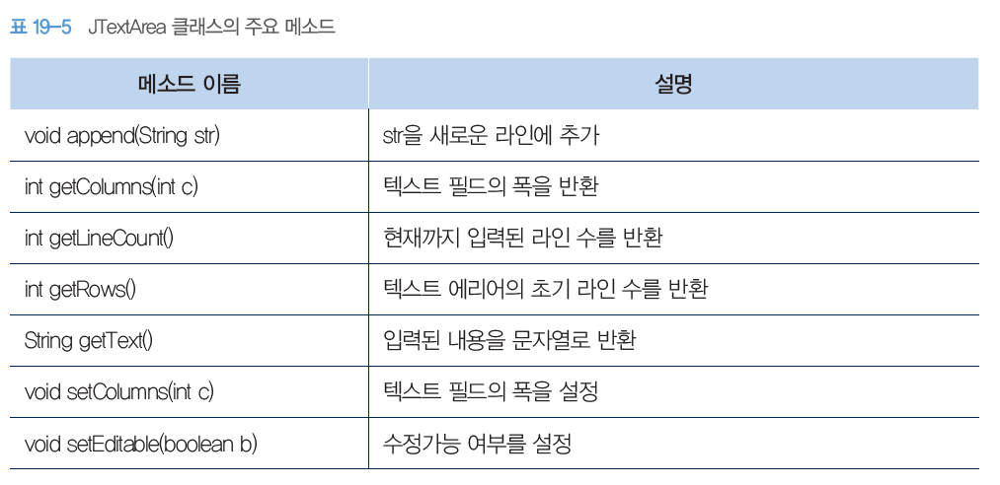 표 19-5 JTextArea 클래스의 주요 메소드
메소드 이름 설명
void append(String str) str을 새로운 라인에 추가
int getColumns(int c) 텍스트 필드의 폭을 반환
int getLineCount() 현재까지 입력된 라인 수를 반환
int getRows() 텍스트 에리어의 초기 라인 수를 반환
String getText() 입력된 내용을 문자열로 반환
void setColumns(int c) 텍스트 필드의 폭을 설정
void setEditable(boolean b) 수정가능 여부를 설정